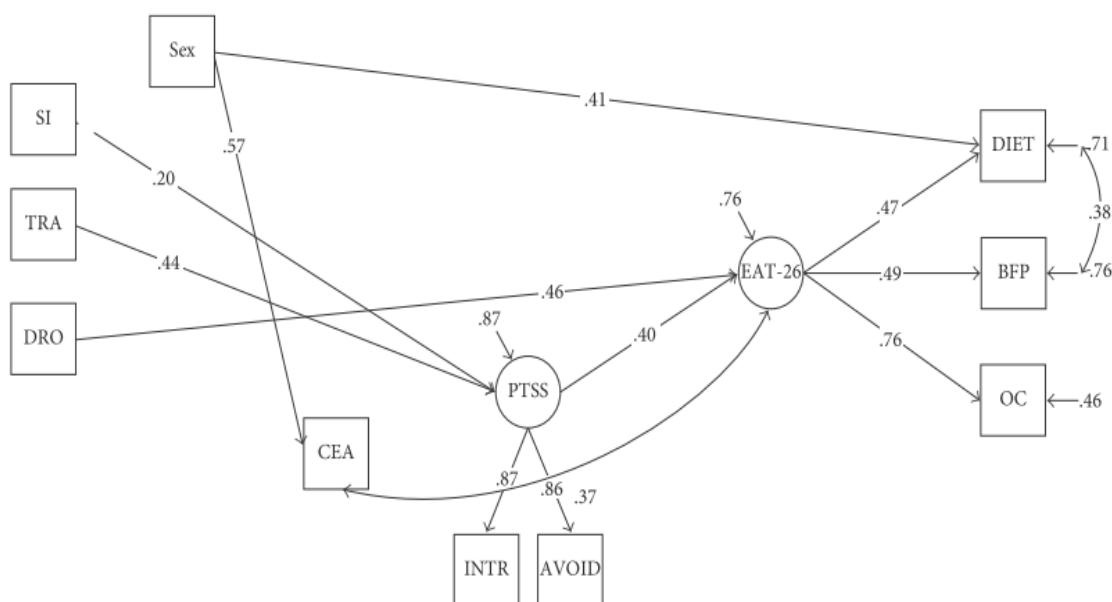 Sex
SI
.41
.57
DIET
.71
.20
.76
.47
.38
TRA
.44
EAT-26
.49
BFP
.76
.46
DRO
.87
.40
.76
PTSS
OC
.46
CEA
.87
.86
.37
INTR
AVOID